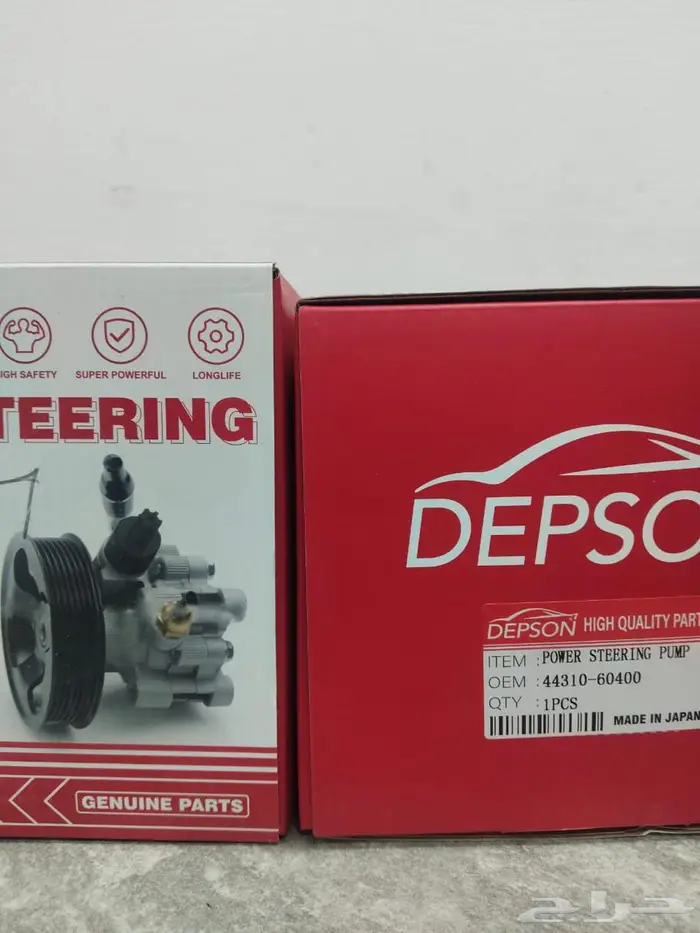 IGH SAFETY
SUPER POWERFUL
LONGLIFE
TEERING
GENUINE PARTS
DEPSO
DEPSON HIGH QUALITY PART
ITEM :POWER STEERING PUMP
OEM :44310-60400
QTY :1PCS
MADE IN JAPAN
حراج